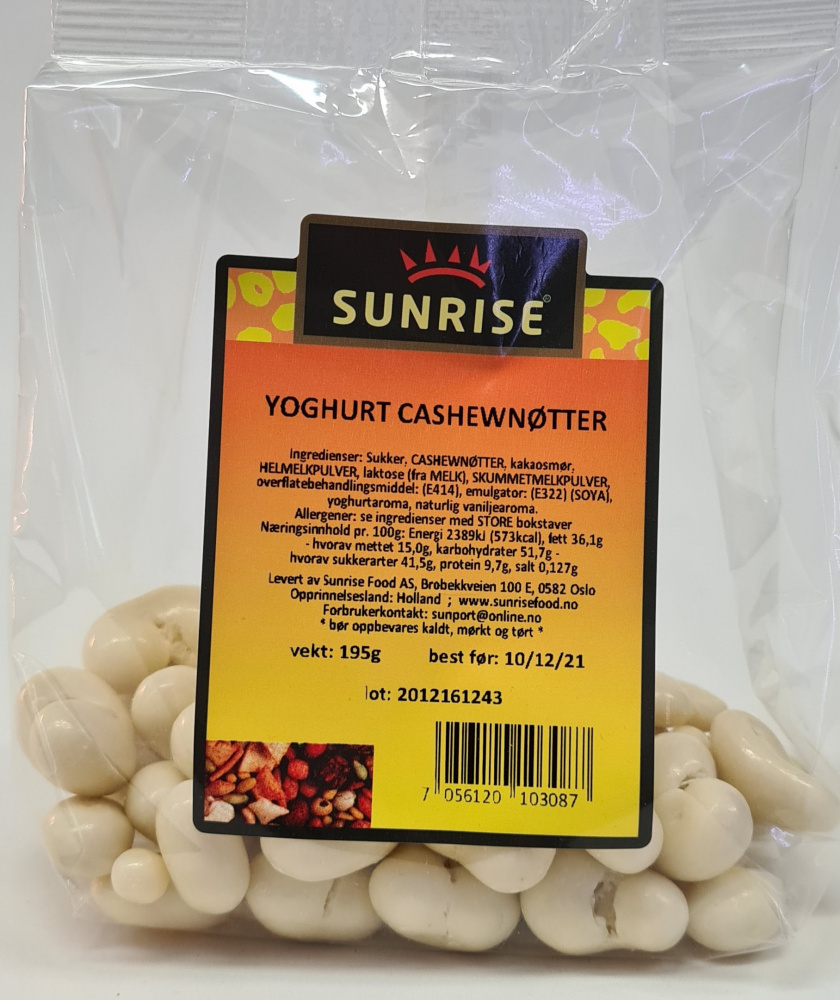 SUNRISE®
YOGHURT CASHEWNØTTER
Ingredienser: Sukker, CASHEWNØTTER, kakaosmør,
HELMELKPULVER, laktose (fra MELK), SKUMMETMELKPULVER,
overflatebehandlingsmiddel: (E414), emulgator: (E322) (SOYA),
yoghurtaroma, naturlig vaniljearoma.
Allergener: se ingredienser med STORE bokstaver
Næringsinnhold pr. 100g: Energi 2389kJ (573kcal), fett 36,1g
- hvorav mettet 15,0g, karbohydrater 51,7g -
hvorav sukkerarter 41,5g, protein 9,7g, salt 0,127g
Levert av Sunrise Food AS, Brobekkveien 100 E, 0582 Oslo
Opprinnelsesland: Holland ; www.sunrisefood.no
Forbrukerkontakt: sunport@online.no
* bør oppbevares kaldt, mørkt og tørt *
vekt: 195g best før: 10/12/21
lot: 2012161243
7 056120 103087